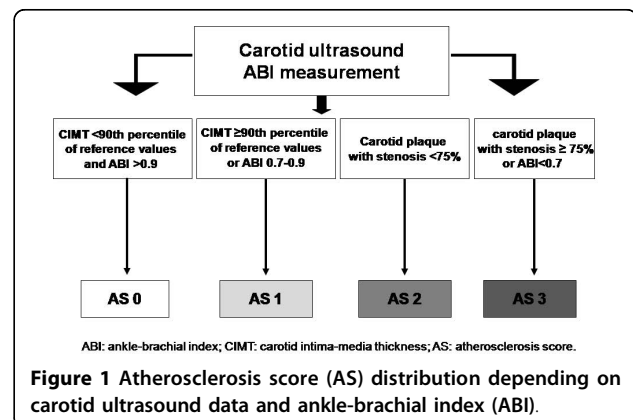 Carotid ultrasound
ABI measurement
CIMT <90th percentile
of reference values
and ABI >0.9
CIMT ≥90th percentile
of reference values
or ABI 0.7-0.9
Carotid plaque
with stenosis <75%
carotid plaque
with stenosis ≥ 75%
or ABI<0.7
AS 0
AS 1
AS 2
AS 3
ABI: ankle-brachial index; CIMT: carotid intima-media thickness; AS: atherosclerosis score.
Figure 1 Atherosclerosis score (AS) distribution depending on
carotid ultrasound data and ankle-brachial index (ABI).